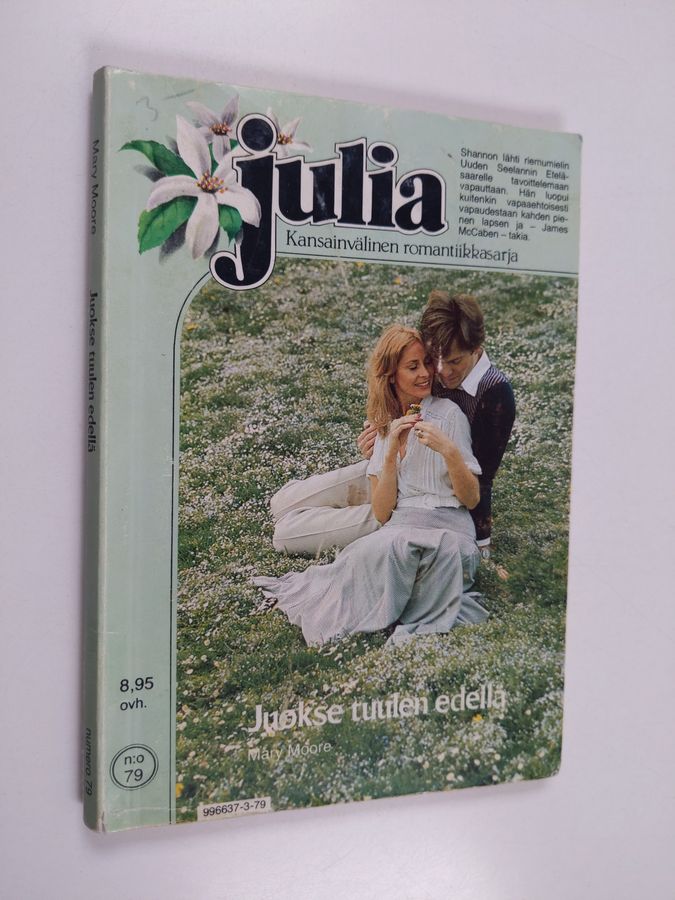 3
julia
Kansainvälinen romantiikkasarja
Shannon lähti riemumielin
Uuden Seelannin Etelä-
saarelle tavoittelemaan
vapauttaan. Hän luopui
kuitenkin vapaaehtoisesti
vapaudestaan kahden pie-
nen lapsen ja – James
McCaben – takia.
Juokse tuulen edellä
Mary Moore
8,95
ovh.
n:o
79
996637-3-79
Mary Moore
Juokse tuulen edellä
numero 79